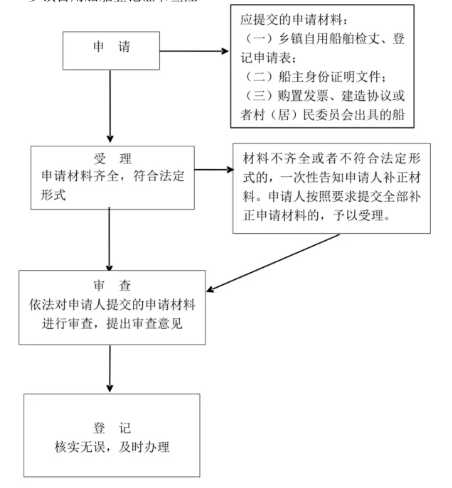 申 请
应提交的申请材料：
（一）乡镇自用船舶检丈、登
记申请表；
（二）船主身份证明文件；
（三）购置发票、建造协议或
者村（居）民委员会出具的船
受 理
申请材料齐全，符合法定
形式
材料不齐全或者不符合法定形
式的，一次性告知申请人补正材
料。申请人按照要求提交全部补
正申请材料的，予以受理。
审 查
依法对申请人提交的申请材料
进行审查，提出审查意见
登 记
核实无误，及时办理